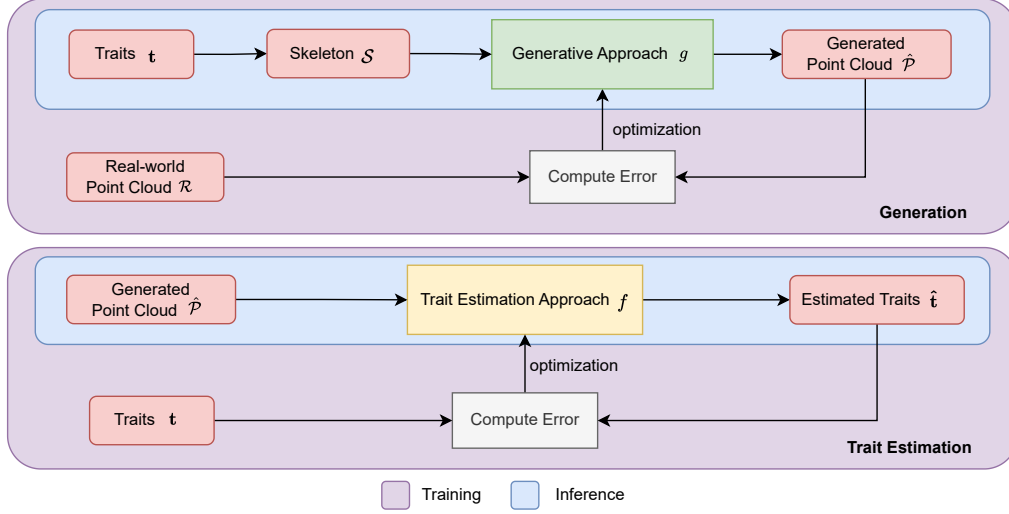 Traits t
Skeleton 𝒮
Generative Approach g
Generated
Point Cloud 𝒫̂
optimization
Real-world
Point Cloud ℛ
Compute Error
Generation
Generated
Point Cloud 𝒫̂
Trait Estimation Approach f
Estimated Traits t̂
optimization
Traits t
Compute Error
Trait Estimation
Training
Inference